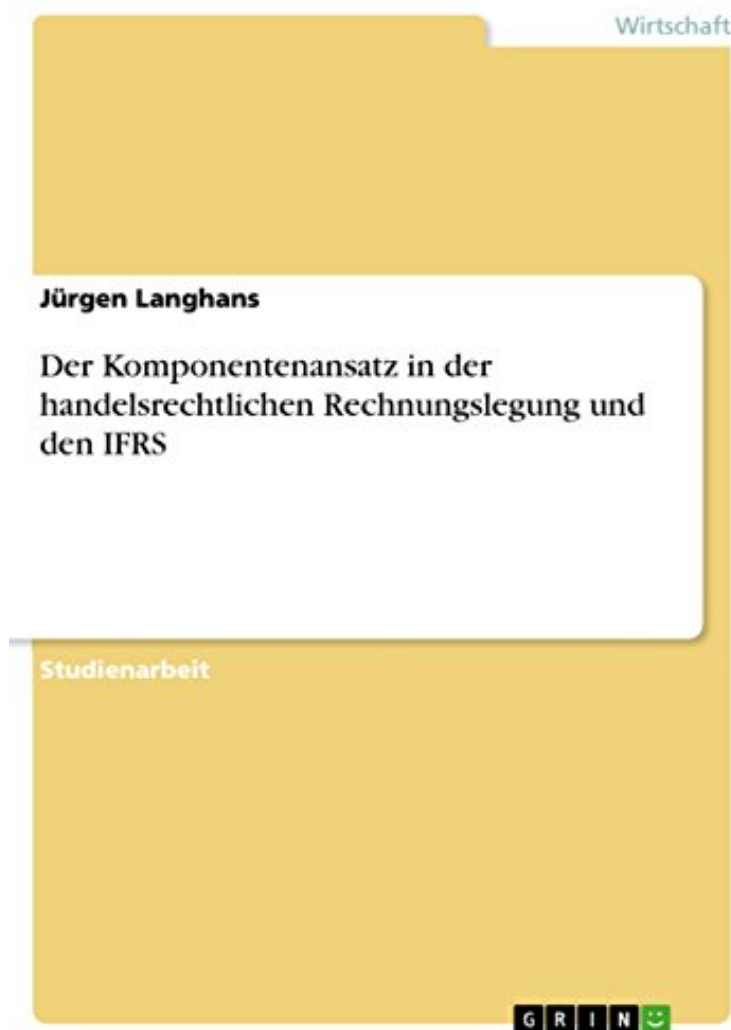 Wirtschaft
Jürgen Langhans
Der Komponentenansatz in der
handelsrechtlichen Rechnungslegung und
den IFRS
Studienarbeit
GRIN